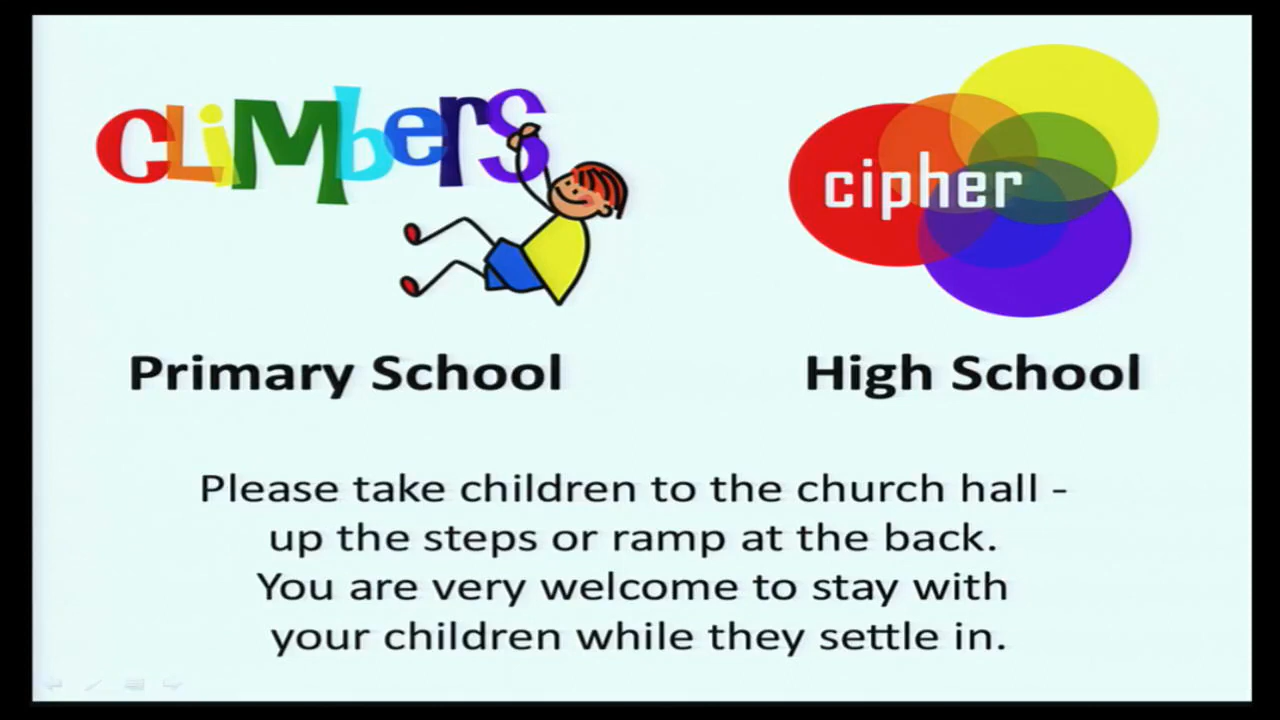 CLiMbers
cipher
Primary School
High School
Please take children to the church hall -
up the steps or ramp at the back.
You are very welcome to stay with
your children while they settle in.